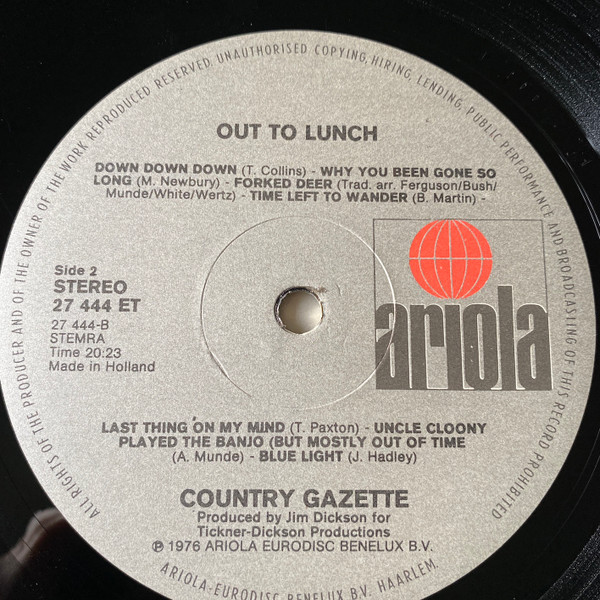 ALL RIGHTS OF THE PRODUCER AND OF THE OWNER OF THE WORK REPRODUCED RESERVED. UNAUTHORISED COPYING, HIRING, LENDING, PUBLIC PERFORMANCE AND BROADCASTING OF THIS RECORD PROHIBITED
OUT TO LUNCH
DOWN DOWN DOWN (T. Collins) - WHY YOU BEEN GONE SO
LONG (M. Newbury) - FORKED DEER (Trad. arr. Ferguson/Bush/
Munde/White/Wertz) - TIME LEFT TO WANDER (B. Martin) -
Side 2
STEREO
27 444 ET
27 444-B
STEMRA
Time 20:23
Made in Holland
ariola
LAST THING ON MY MIND (T. Paxton) - UNCLE CLOONY
PLAYED THE BANJO (BUT MOSTLY OUT OF TIME
(A. Munde) - BLUE LIGHT (J. Hadley)
COUNTRY GAZETTE
Produced by Jim Dickson for
Tickner-Dickson Productions
℗ 1976 ARIOLA EURODISC BENELUX B.V.
ARIOLA-EURODISC BENELUX B.V. HAARLEM.